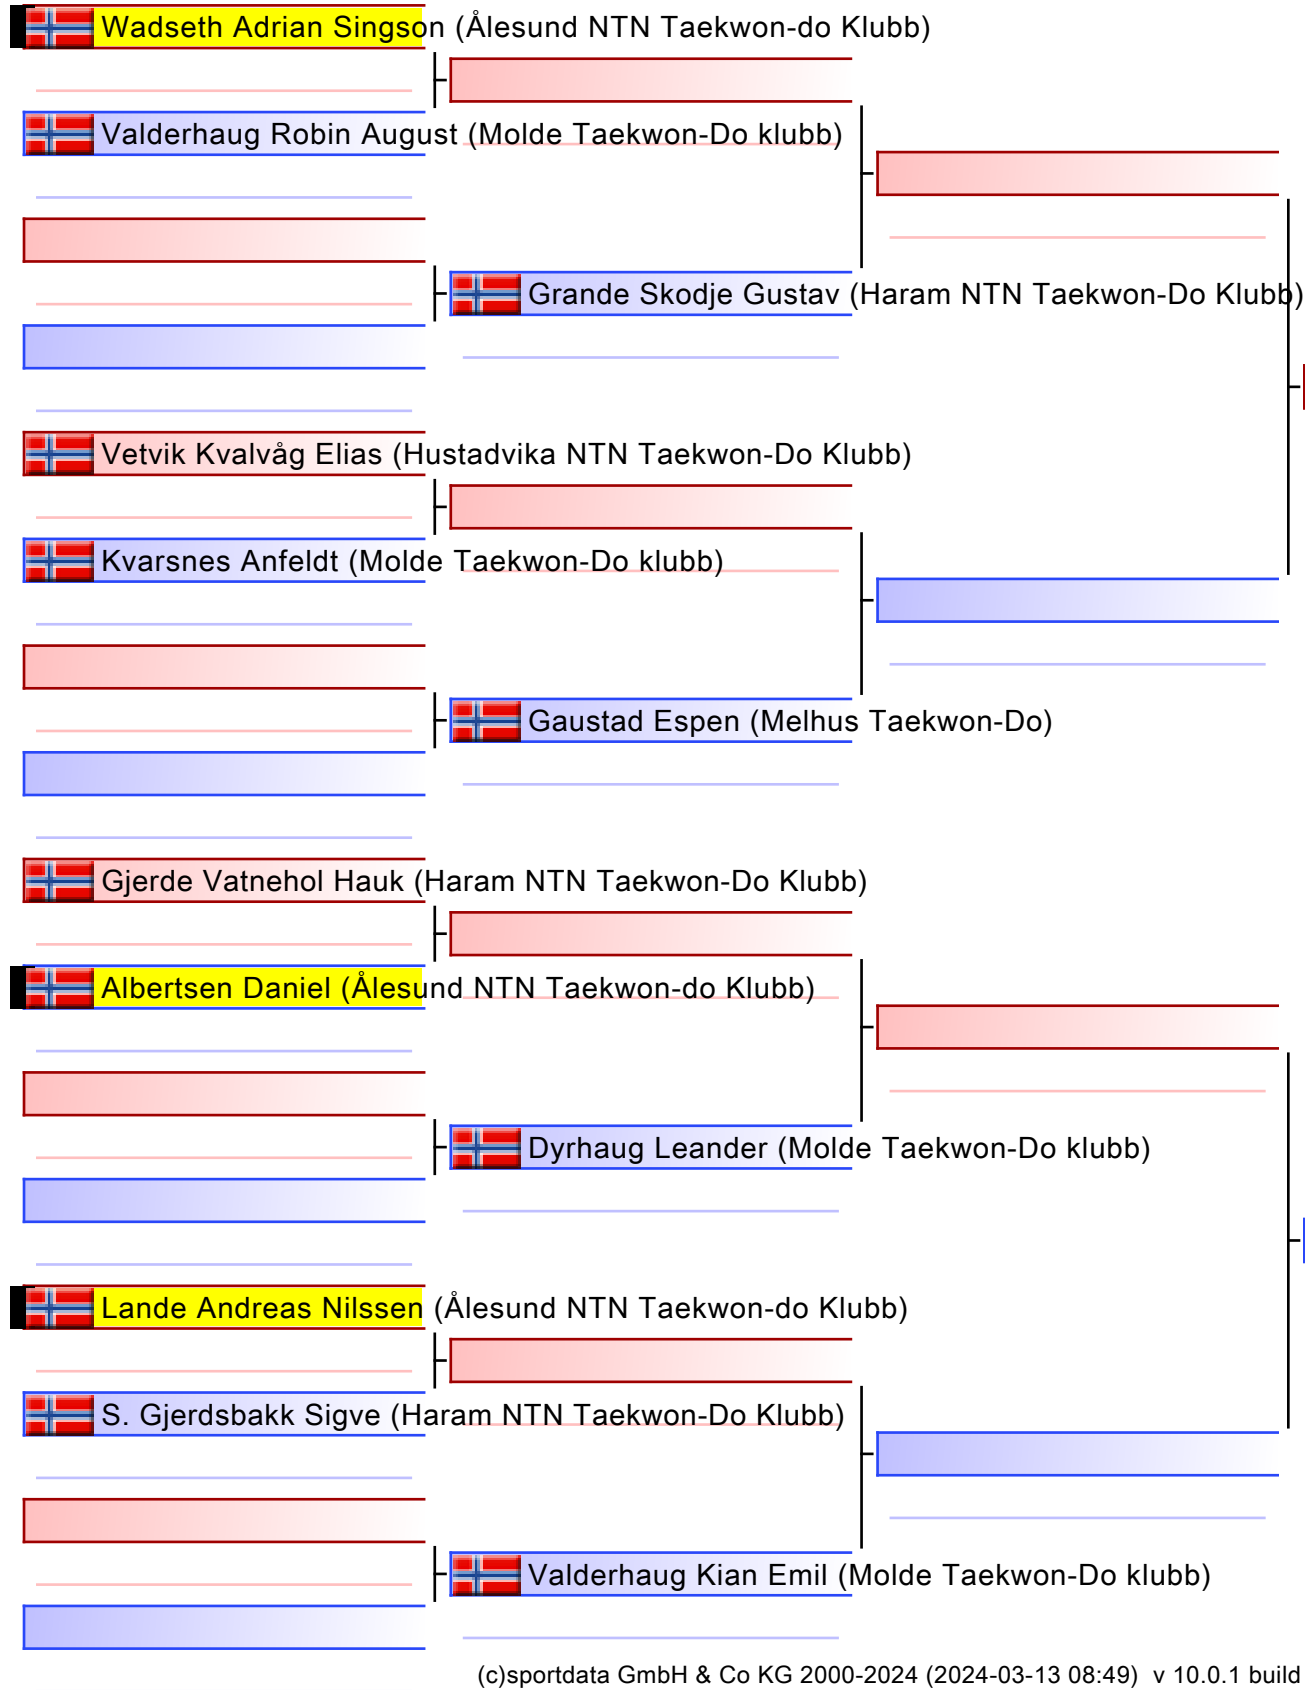 Wadseth Adrian Singson (Ålesund NTN Taekwon-do Klubb)
Valderhaug Robin August (Molde Taekwon-Do klubb)
Grande Skodje Gustav (Haram NTN Taekwon-Do Klubb)
Vetvik Kvalvåg Elias (Hustadvika NTN Taekwon-Do Klubb)
Kvarsnes Anfeldt (Molde Taekwon-Do klubb)
Gaustad Espen (Melhus Taekwon-Do)
Gjerde Vatnehol Hauk (Haram NTN Taekwon-Do Klubb)
Albertsen Daniel (Ålesund NTN Taekwon-do Klubb)
Dyrhaug Leander (Molde Taekwon-Do klubb)
Lande Andreas Nilssen (Ålesund NTN Taekwon-do Klubb)
S. Gjerdsbakk Sigve (Haram NTN Taekwon-Do Klubb)
Valderhaug Kian Emil (Molde Taekwon-Do klubb)
(c)sportdata GmbH & Co KG 2000-2024 (2024-03-13 08:49) v 10.0.1 build